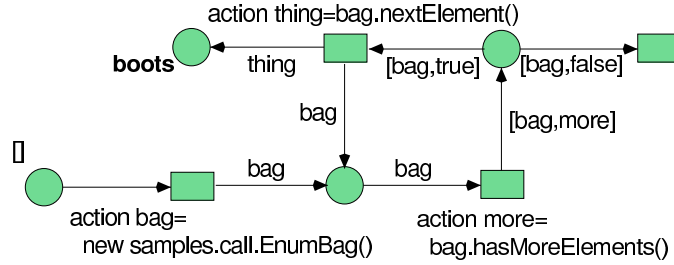 action thing=bag.nextElement()
boots
thing
[bag,true]
[bag,false]
bag
[bag,more]
[]
bag
bag
action bag=
new samples.call.EnumBag()
action more=
bag.hasMoreElements()